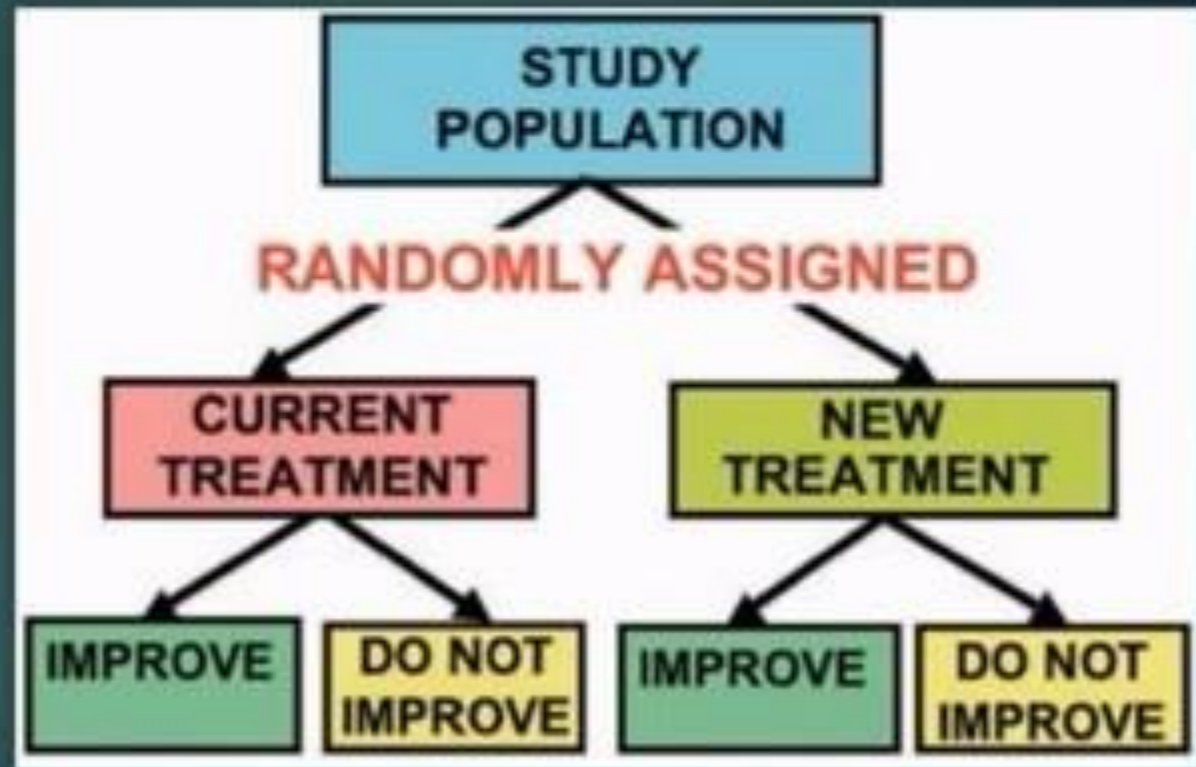 STUDY
POPULATION
RANDOMLY ASSIGNED
CURRENT
TREATMENT
NEW
TREATMENT
IMPROVE
DO NOT
IMPROVE
IMPROVE
DO NOT
IMPROVE